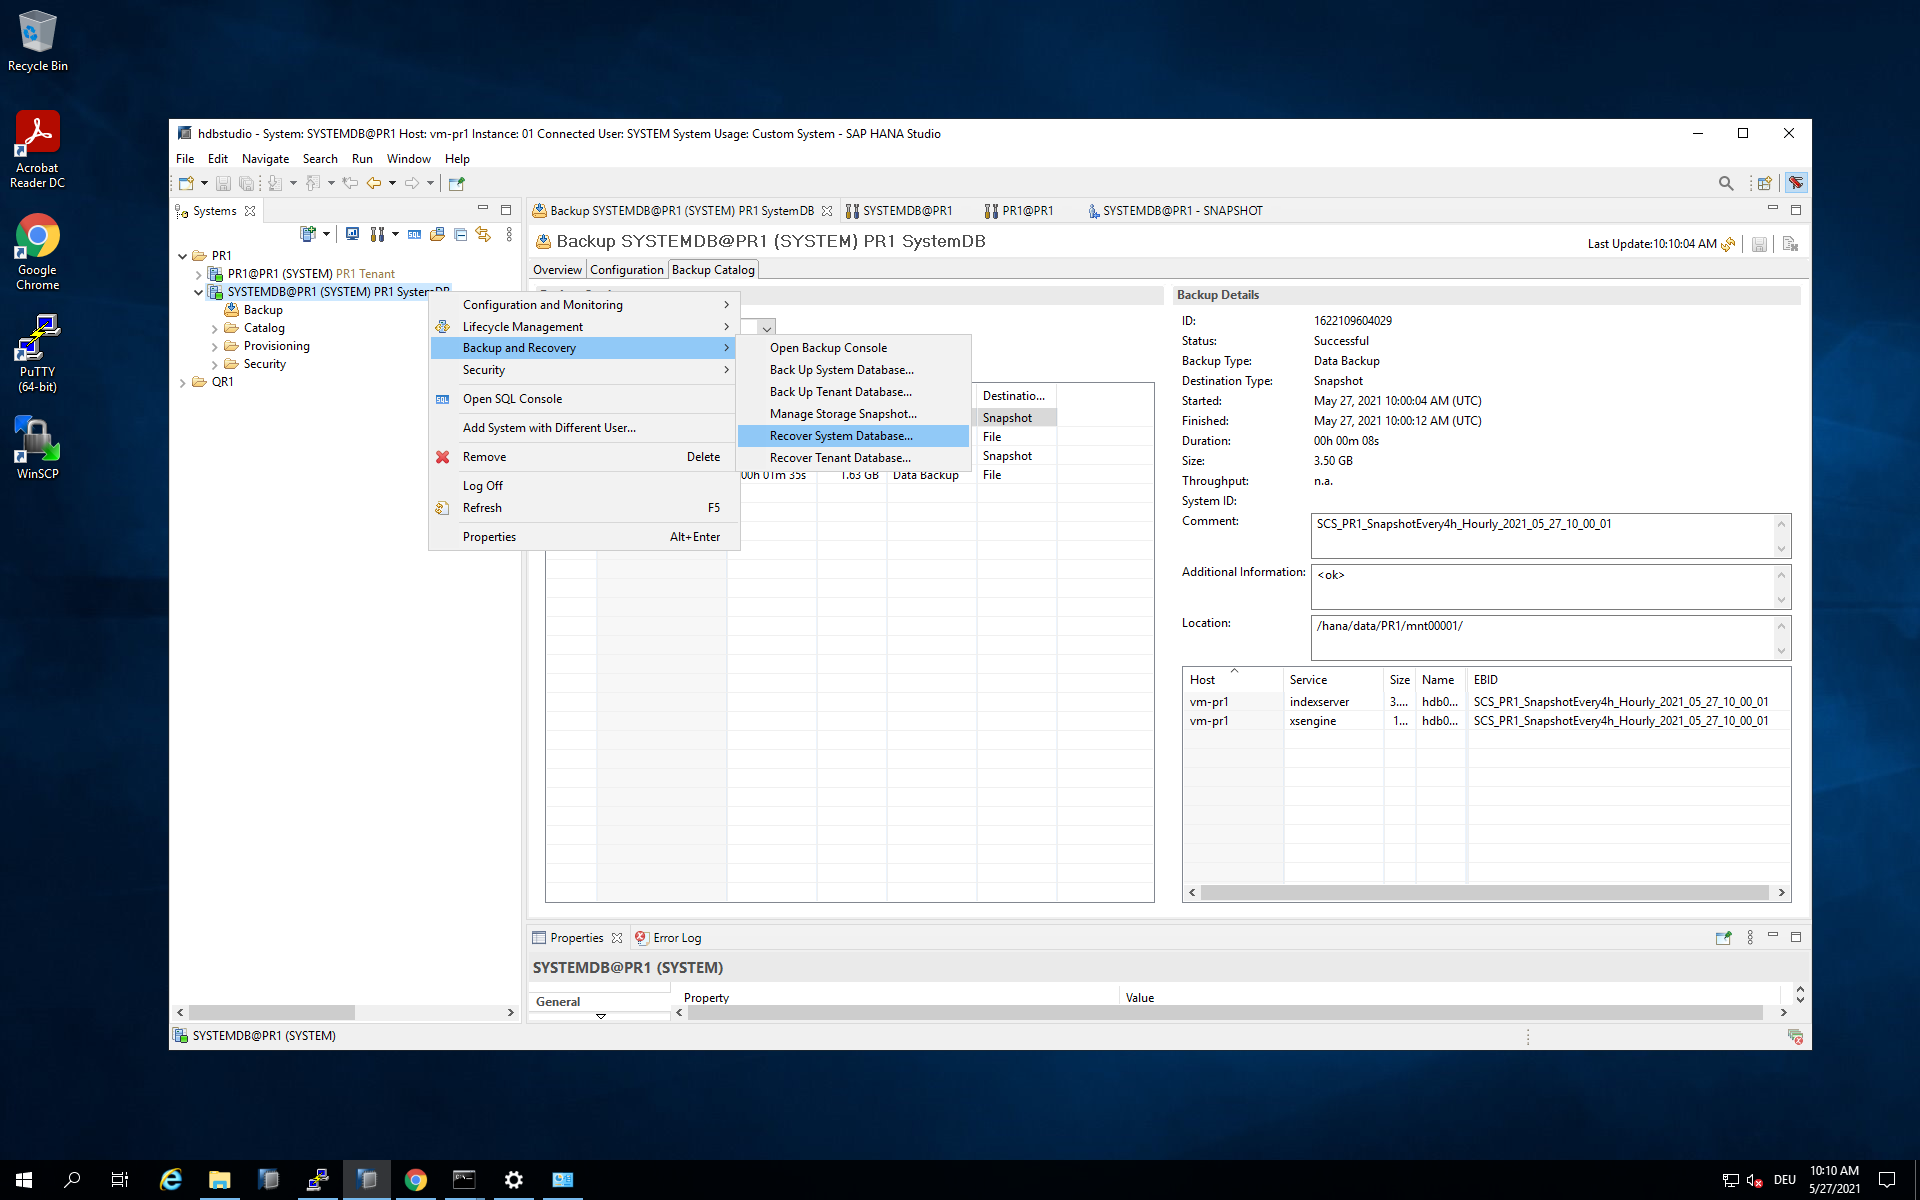 Recycle Bin
Acrobat
Reader DC
Google
Chrome
PuTTY
(64-bit)
WinSCP
hdbstudio - System: SYSTEMDB@PR1 Host: vm-pr1 Instance: 01 Connected User: SYSTEM System Usage: Custom System - SAP HANA Studio
File Edit Navigate Search Run Window Help
Systems
PR1
PR1@PR1 (SYSTEM) PR1 Tenant
SYSTEMDB@PR1 (SYSTEM) PR1 SystemDB
Backup
Catalog
Provisioning
Security
QR1
Configuration and Monitoring
Lifecycle Management
Backup and Recovery
Security
SQL Open SQL Console
Add System with Different User...
Remove Delete
Log Off
Refresh F5
Properties Alt+Enter
Open Backup Console
Back Up System Database...
Back Up Tenant Database...
Manage Storage Snapshot...
Recover System Database...
Recover Tenant Database...
Backup SYSTEMDB@PR1 (SYSTEM) PR1 SystemDB
SYSTEMDB@PR1
PR1@PR1
SYSTEMDB@PR1 - SNAPSHOT
Backup SYSTEMDB@PR1 (SYSTEM) PR1 SystemDB
Last Update:10:10:04 AM
Overview Configuration Backup Catalog
Destinatio...
Snapshot
File
Snapshot
00h 01m 35s 1.63 GB Data Backup File
Backup Details
ID: 1622109604029
Status: Successful
Backup Type: Data Backup
Destination Type: Snapshot
Started: May 27, 2021 10:00:04 AM (UTC)
Finished: May 27, 2021 10:00:12 AM (UTC)
Duration: 00h 00m 08s
Size: 3.50 GB
Throughput: n.a.
System ID:
Comment: SCS_PR1_SnapshotEvery4h_Hourly_2021_05_27_10_00_01
Additional Information: <ok>
Location: /hana/data/PR1/mnt00001/
Host Service Size Name EBID
vm-pr1 indexserver 3.... hdb0... SCS_PR1_SnapshotEvery4h_Hourly_2021_05_27_10_00_01
vm-pr1 xsengine 1... hdb0... SCS_PR1_SnapshotEvery4h_Hourly_2021_05_27_10_00_01
Properties Error Log
SYSTEMDB@PR1 (SYSTEM)
General
Property Value
SYSTEMDB@PR1 (SYSTEM)
DEU
10:10 AM
5/27/2021